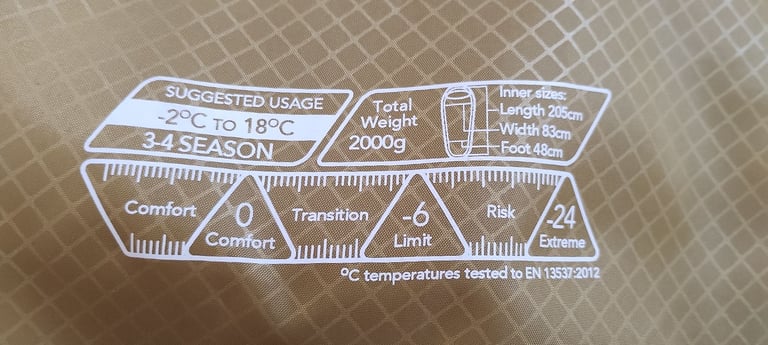 SUGGESTED USAGE
-2°C TO 18°C
3-4 SEASON
Total
Weight
2000g
Inner sizes:
Length 205cm
Width 83cm
Foot 48cm
Comfort
0
Comfort
Transition
-6
Limit
Risk
-24
Extreme
°C temperatures tested to EN 13537:2012